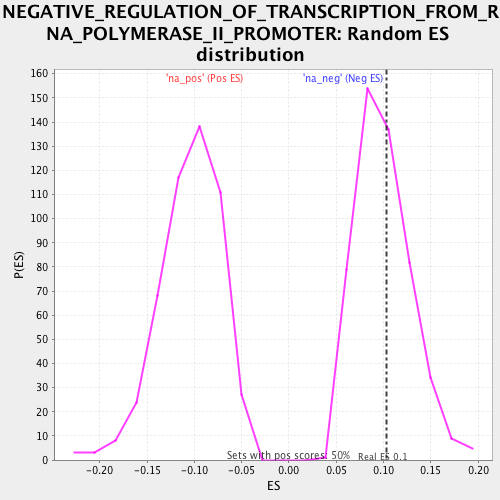 NEGATIVE_REGULATION_OF_TRANSCRIPTION_FROM_R
NA_POLYMERASE_II_PROMOTER: Random ES
distribution
'na_pos' (Pos ES) 'na_neg' (Neg ES)
160
150
140
130
120
110
100
90
80
70
60
50
40
30
20
10
0
P(ES)
Sets with pos scores: 50% Real ES 0.1
-0.20 -0.15 -0.10 -0.05 0.00 0.05 0.10 0.15 0.20
ES